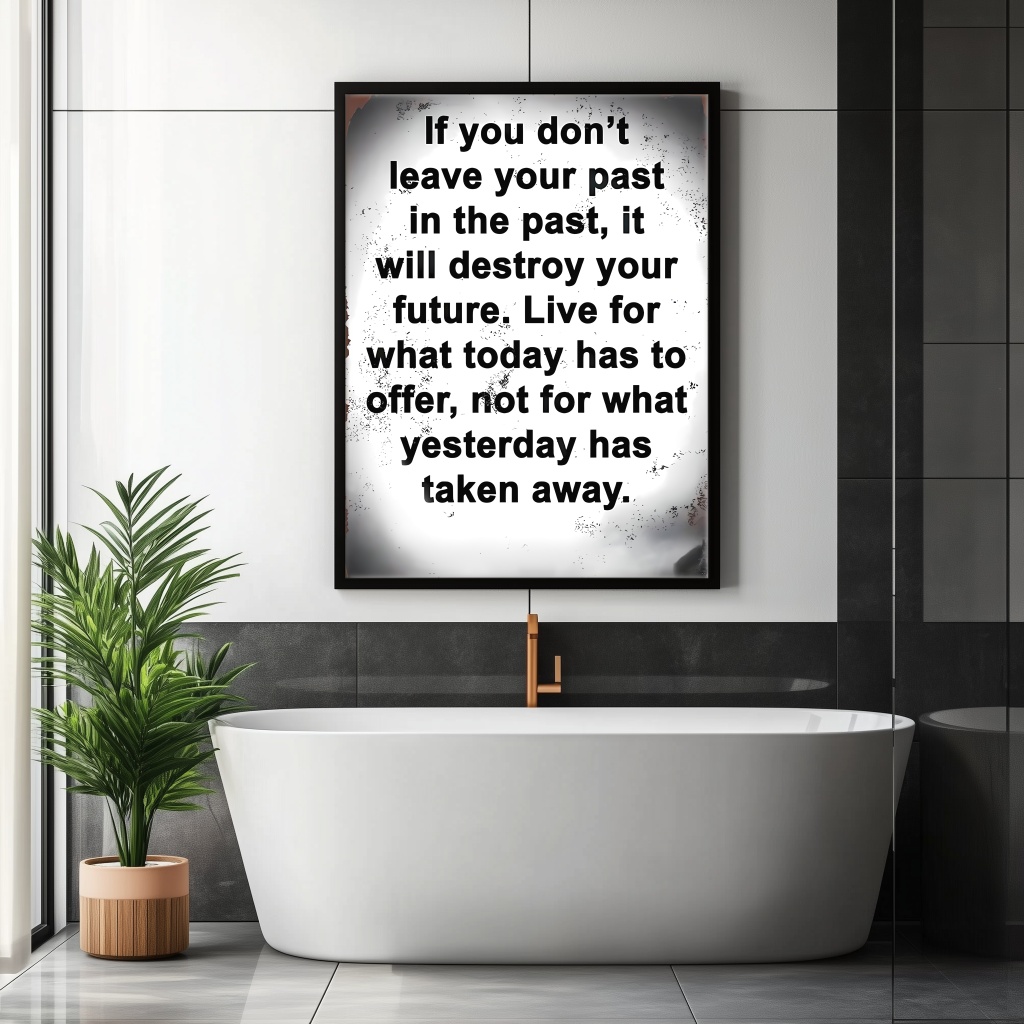 If you don’t
leave your past
in the past, it
will destroy your
future. Live for
what today has to
offer, not for what
yesterday has
taken away.